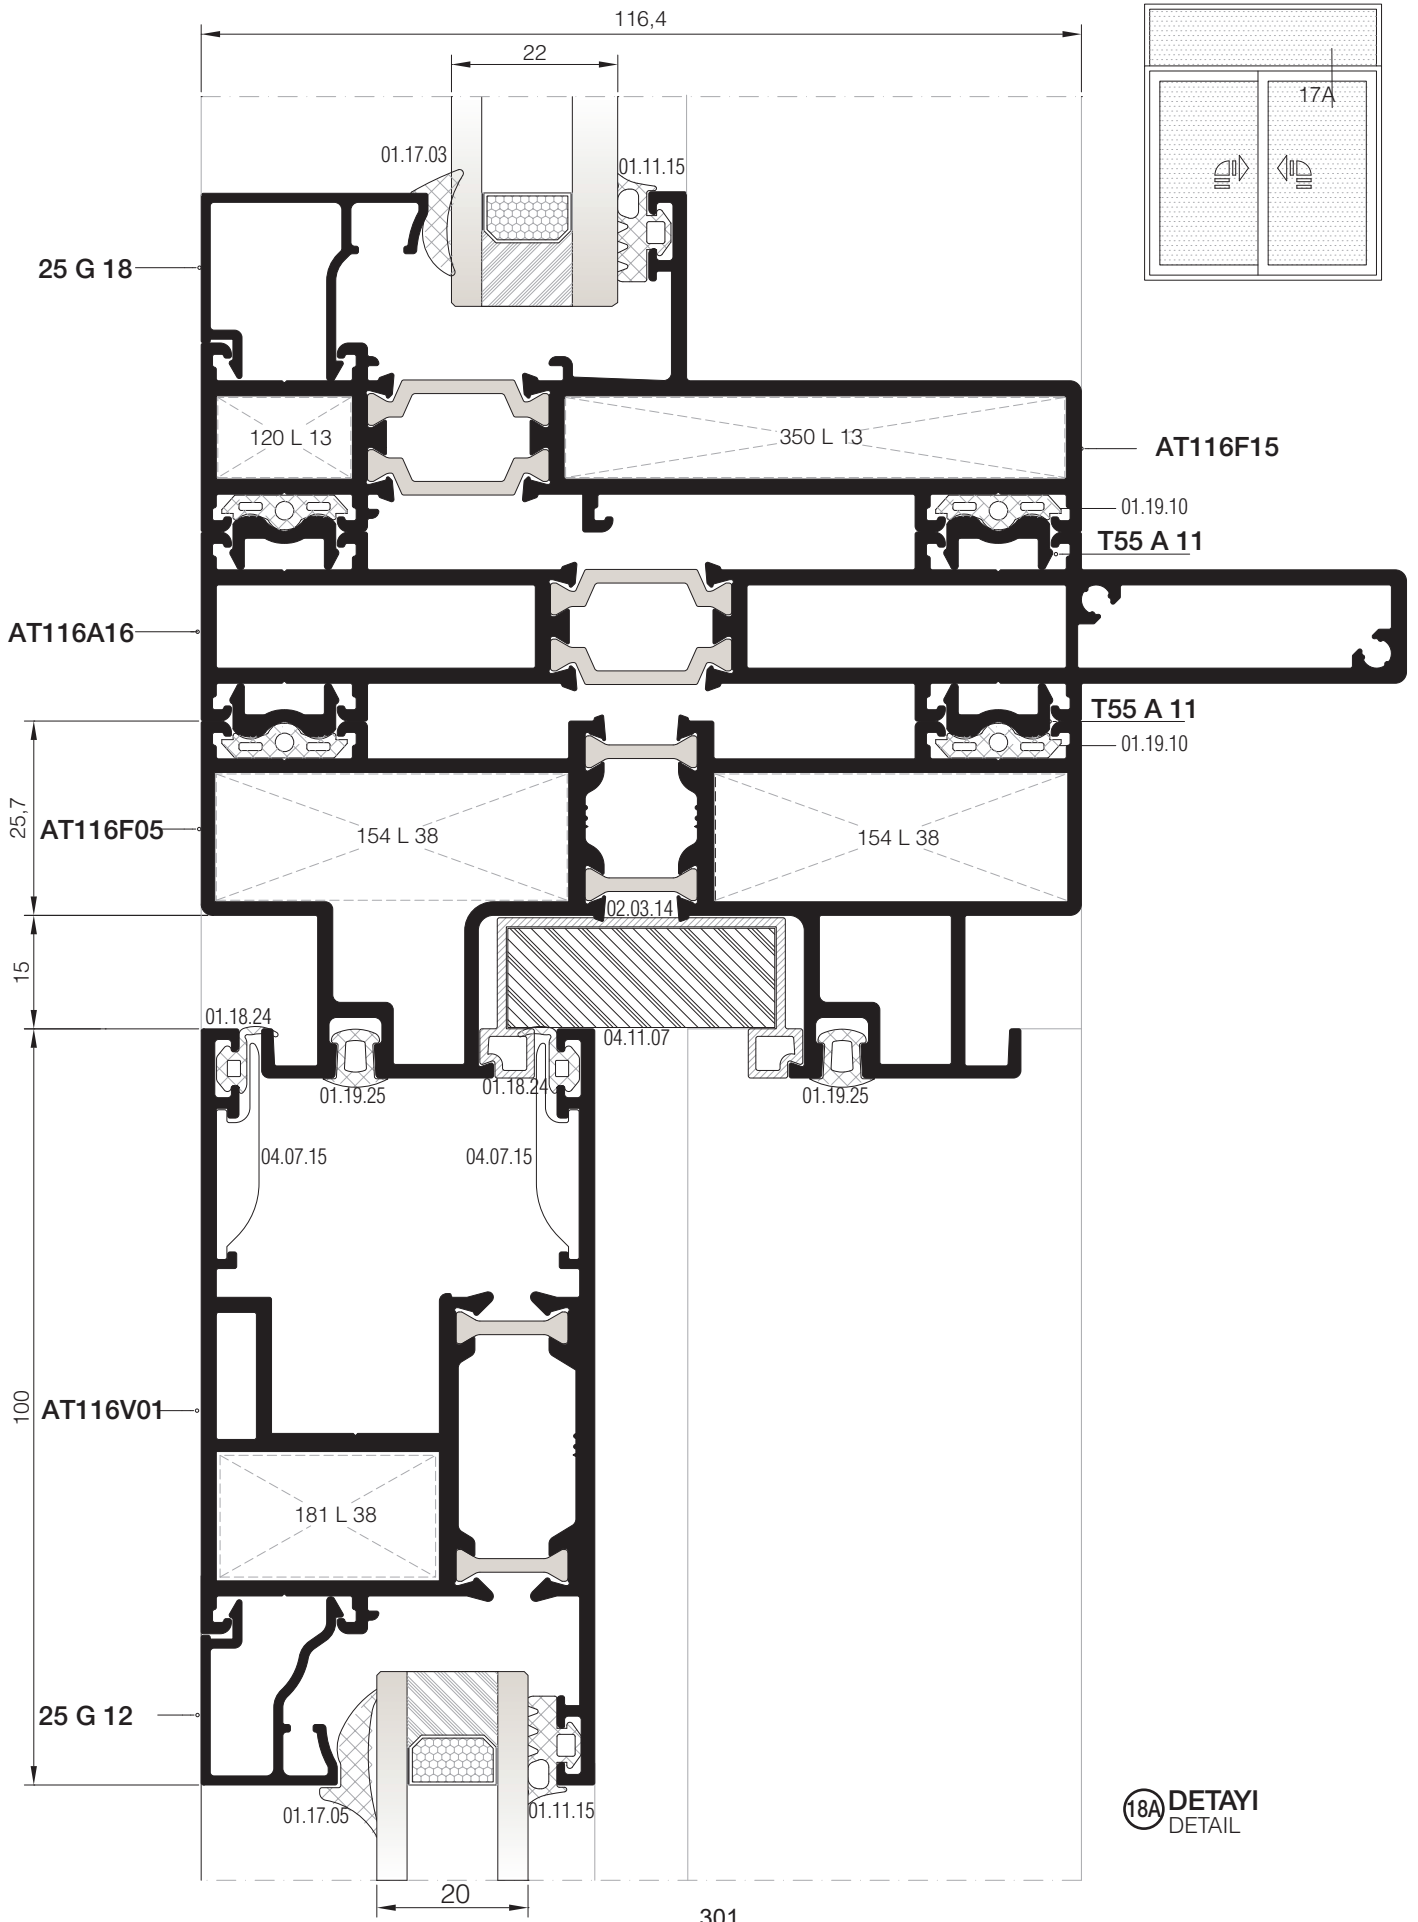 116,4
22
17A
01.17.03
01.11.15
25 G 18
120 L 13
350 L 13
AT116F15
01.19.10
T55 A 11
AT116A16
T55 A 11
01.19.10
25,7
AT116F05
154 L 38
154 L 38
02.03.14
15
01.18.24
04.11.07
01.19.25
01.18.24
01.19.25
04.07.15
04.07.15
100
AT116V01
181 L 38
25 G 12
01.17.05
01.11.15
18A DETAYI
DETAIL
20
301